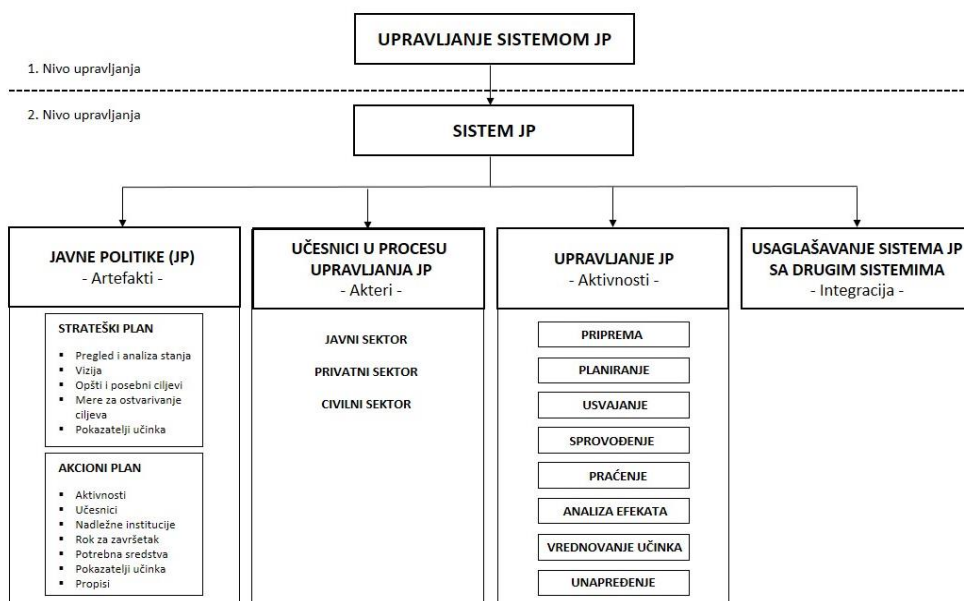 UPRAVLJANJE SISTEMOM JP
1. Nivo upravljanja
2. Nivo upravljanja
SISTEM JP
JAVNE POLITIKE (JP)
- Artefakti -
STRATEŠKI PLAN
▪ Pregled i analiza stanja
▪ Vizija
▪ Opšti i posebni ciljevi
▪ Mere za ostvarivanje
ciljeva
▪ Pokazatelji učinka
AKCIONI PLAN
▪ Aktivnosti
▪ Učesnici
▪ Nadležne institucije
▪ Rok za završetak
▪ Potrebna sredstva
▪ Pokazatelji učinka
▪ Propisi
UČESNICI U PROCESU
UPRAVLJANJA JP
- Akteri -
JAVNI SEKTOR
PRIVATNI SEKTOR
CIVILNI SEKTOR
UPRAVLJANJE JP
- Aktivnosti -
PRIPREMA
PLANIRANJE
USVAJANJE
SPROVOĐENJE
PRAĆENJE
ANALIZA EFEKATA
VREDNOVANJE UČINKA
UNAPREĐENJE
USAGLAŠAVANJE SISTEMA JP
SA DRUGIM SISTEMIMA
- Integracija -